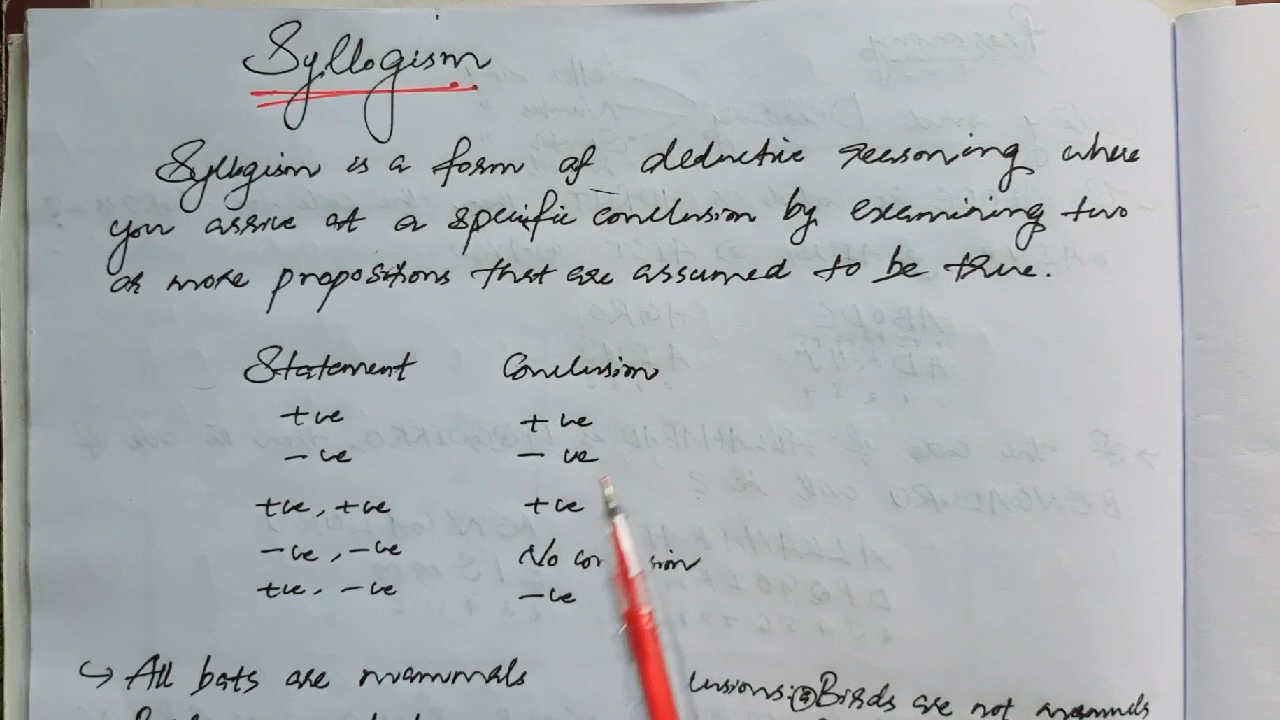 Syllogism
Syllogism is a form of deductive reasoning where
you arrive at a specific conclusion by examining two
or more propositions that are assumed to be true.
Statement Conclusion
+ve +ve
-ve -ve
+ve, +ve +ve
-ve, -ve No
+ve, -ve -ve
↪ All bats are mammals
Birds are not